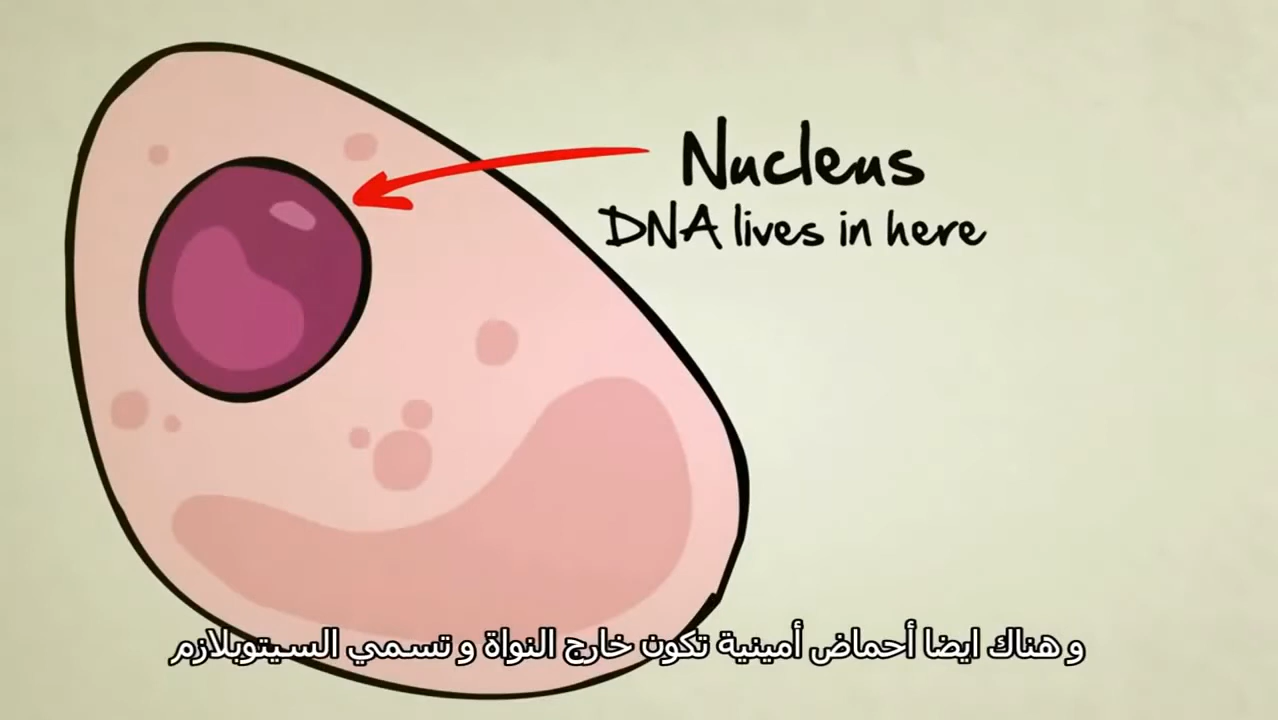 Nucleus
DNA lives in here
و هناك ايضا أحماض أمينية تكون خارج النواة و تسمي السيتوبلازم